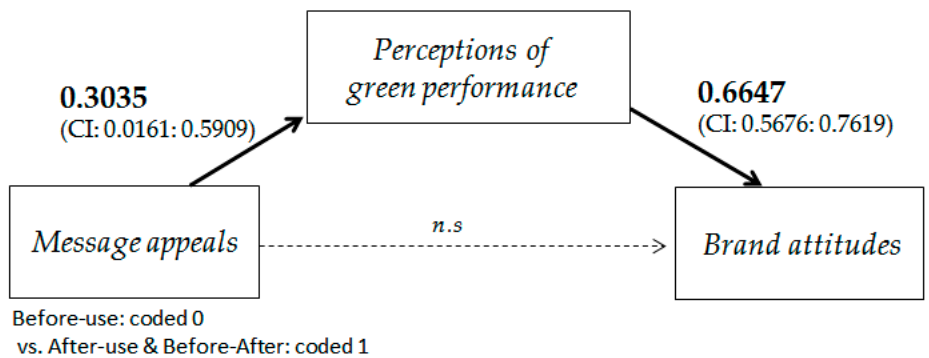 Perceptions of
green performance
0.3035
(CI: 0.0161: 0.5909)
0.6647
(CI: 0.5676: 0.7619)
Message appeals
n.s
Brand attitudes
Before-use: coded 0
vs. After-use & Before-After: coded 1